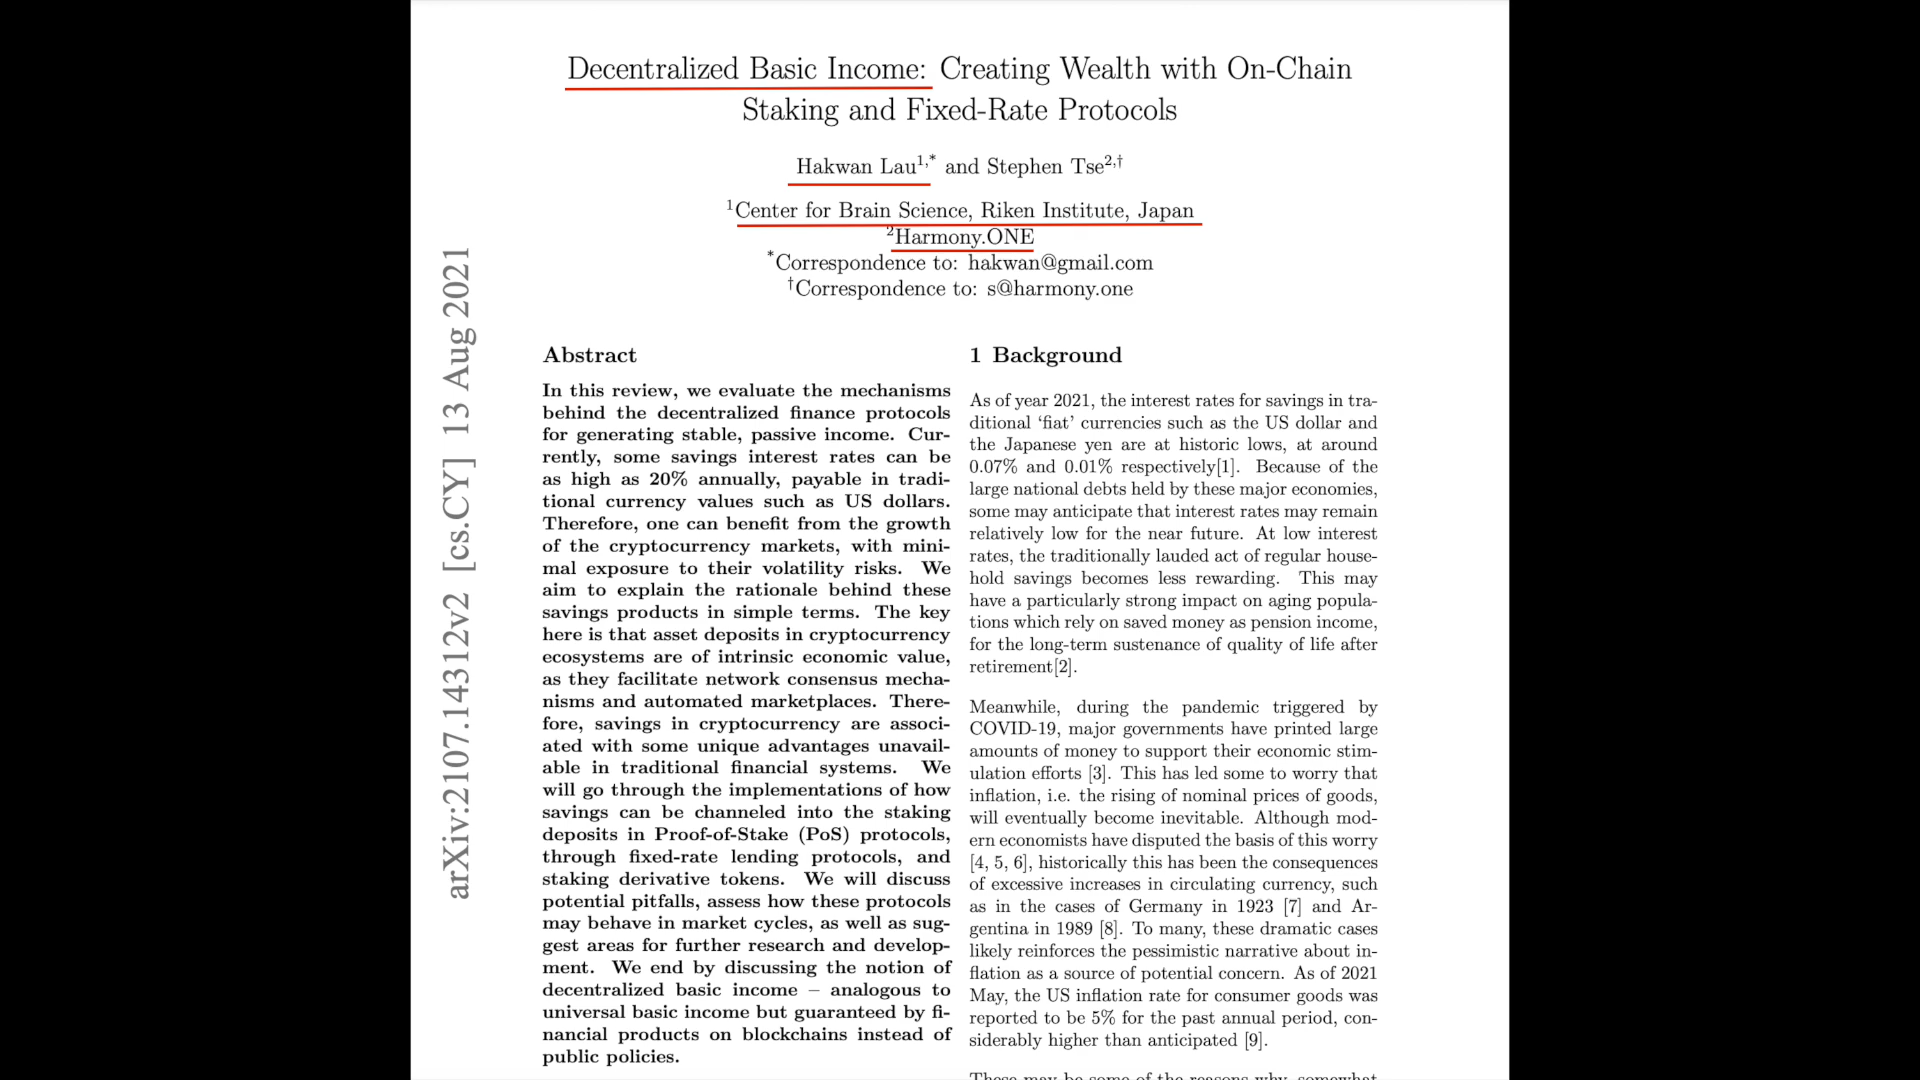 Decentralized Basic Income: Creating Wealth with On-Chain
Staking and Fixed-Rate Protocols
Hakwan Lau1,* and Stephen Tse2,†
1Center for Brain Science, Riken Institute, Japan
2Harmony.ONE
*Correspondence to: hakwan@gmail.com
†Correspondence to: s@harmony.one
arXiv:2107.14312v2 [cs.CY] 13 Aug 2021
Abstract
In this review, we evaluate the mechanisms
behind the decentralized finance protocols
for generating stable, passive income. Cur-
rently, some savings interest rates can be
as high as 20% annually, payable in tradi-
tional currency values such as US dollars.
Therefore, one can benefit from the growth
of the cryptocurrency markets, with mini-
mal exposure to their volatility risks. We
aim to explain the rationale behind these
savings products in simple terms. The key
here is that asset deposits in cryptocurrency
ecosystems are of intrinsic economic value,
as they facilitate network consensus mecha-
nisms and automated marketplaces. There-
fore, savings in cryptocurrency are associ-
ated with some unique advantages unavail-
able in traditional financial systems. We
will go through the implementations of how
savings can be channeled into the staking
deposits in Proof-of-Stake (PoS) protocols,
through fixed-rate lending protocols, and
staking derivative tokens. We will discuss
potential pitfalls, assess how these protocols
may behave in market cycles, as well as sug-
gest areas for further research and develop-
ment. We end by discussing the notion of
decentralized basic income – analogous to
universal basic income but guaranteed by fi-
nancial products on blockchains instead of
public policies.
1 Background
As of year 2021, the interest rates for savings in tra-
ditional ‘fiat’ currencies such as the US dollar and
the Japanese yen are at historic lows, at around
0.07% and 0.01% respectively[1]. Because of the
large national debts held by these major economies,
some may anticipate that interest rates may remain
relatively low for the near future. At low interest
rates, the traditionally lauded act of regular house-
hold savings becomes less rewarding. This may
have a particularly strong impact on aging popula-
tions which rely on saved money as pension income,
for the long-term sustenance of quality of life after
retirement[2].
Meanwhile, during the pandemic triggered by
COVID-19, major governments have printed large
amounts of money to support their economic stim-
ulation efforts [3]. This has led some to worry that
inflation, i.e. the rising of nominal prices of goods,
will eventually become inevitable. Although mod-
ern economists have disputed the basis of this worry
[4, 5, 6], historically this has been the consequences
of excessive increases in circulating currency, such
as in the cases of Germany in 1923 [7] and Ar-
gentina in 1989 [8]. To many, these dramatic cases
likely reinforces the pessimistic narrative about in-
flation as a source of potential concern. As of 2021
May, the US inflation rate for consumer goods was
reported to be 5% for the past annual period, con-
siderably higher than anticipated [9].
These may be some of the reasons why, somewhat